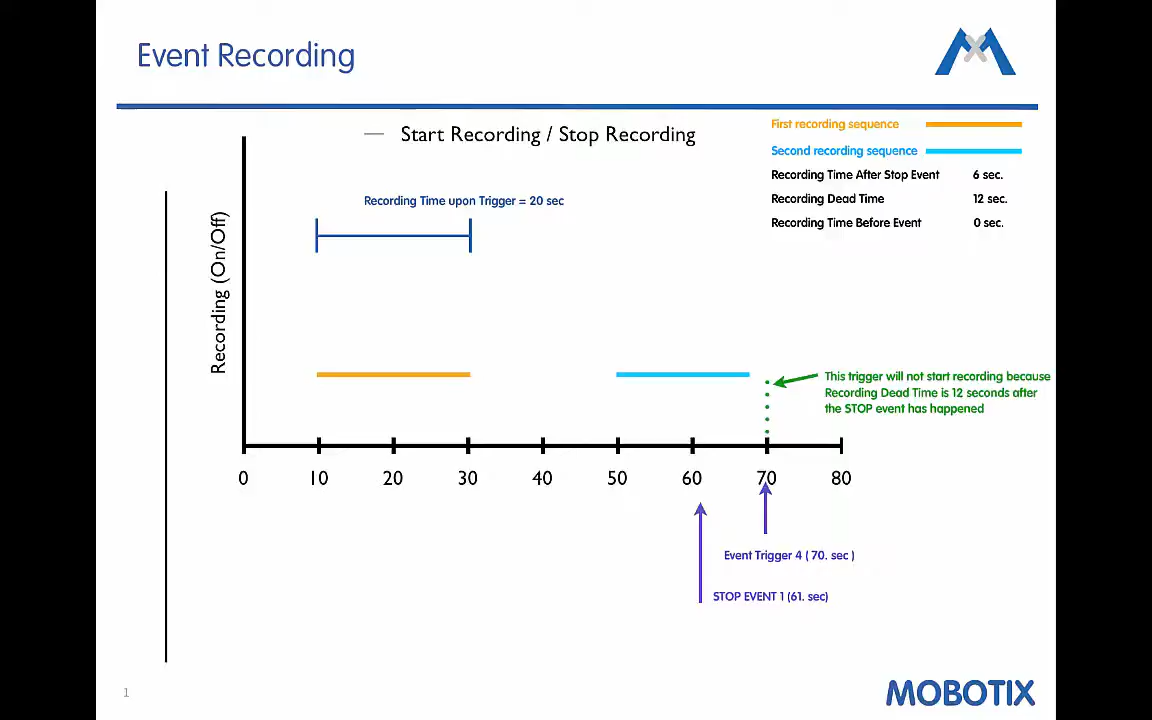 Event Recording
Start Recording / Stop Recording
First recording sequence
Second recording sequence
Recording Time After Stop Event 6 sec.
Recording Dead Time 12 sec.
Recording Time Before Event 0 sec.
Recording Time upon Trigger = 20 sec
Recording (On/Off)
This trigger will not start recording because
Recording Dead Time is 12 seconds after
the STOP event has happened
0 10 20 30 40 50 60 70 80
Event Trigger 4 ( 70. sec )
STOP EVENT 1 (61. sec)
1
MOBOTIX